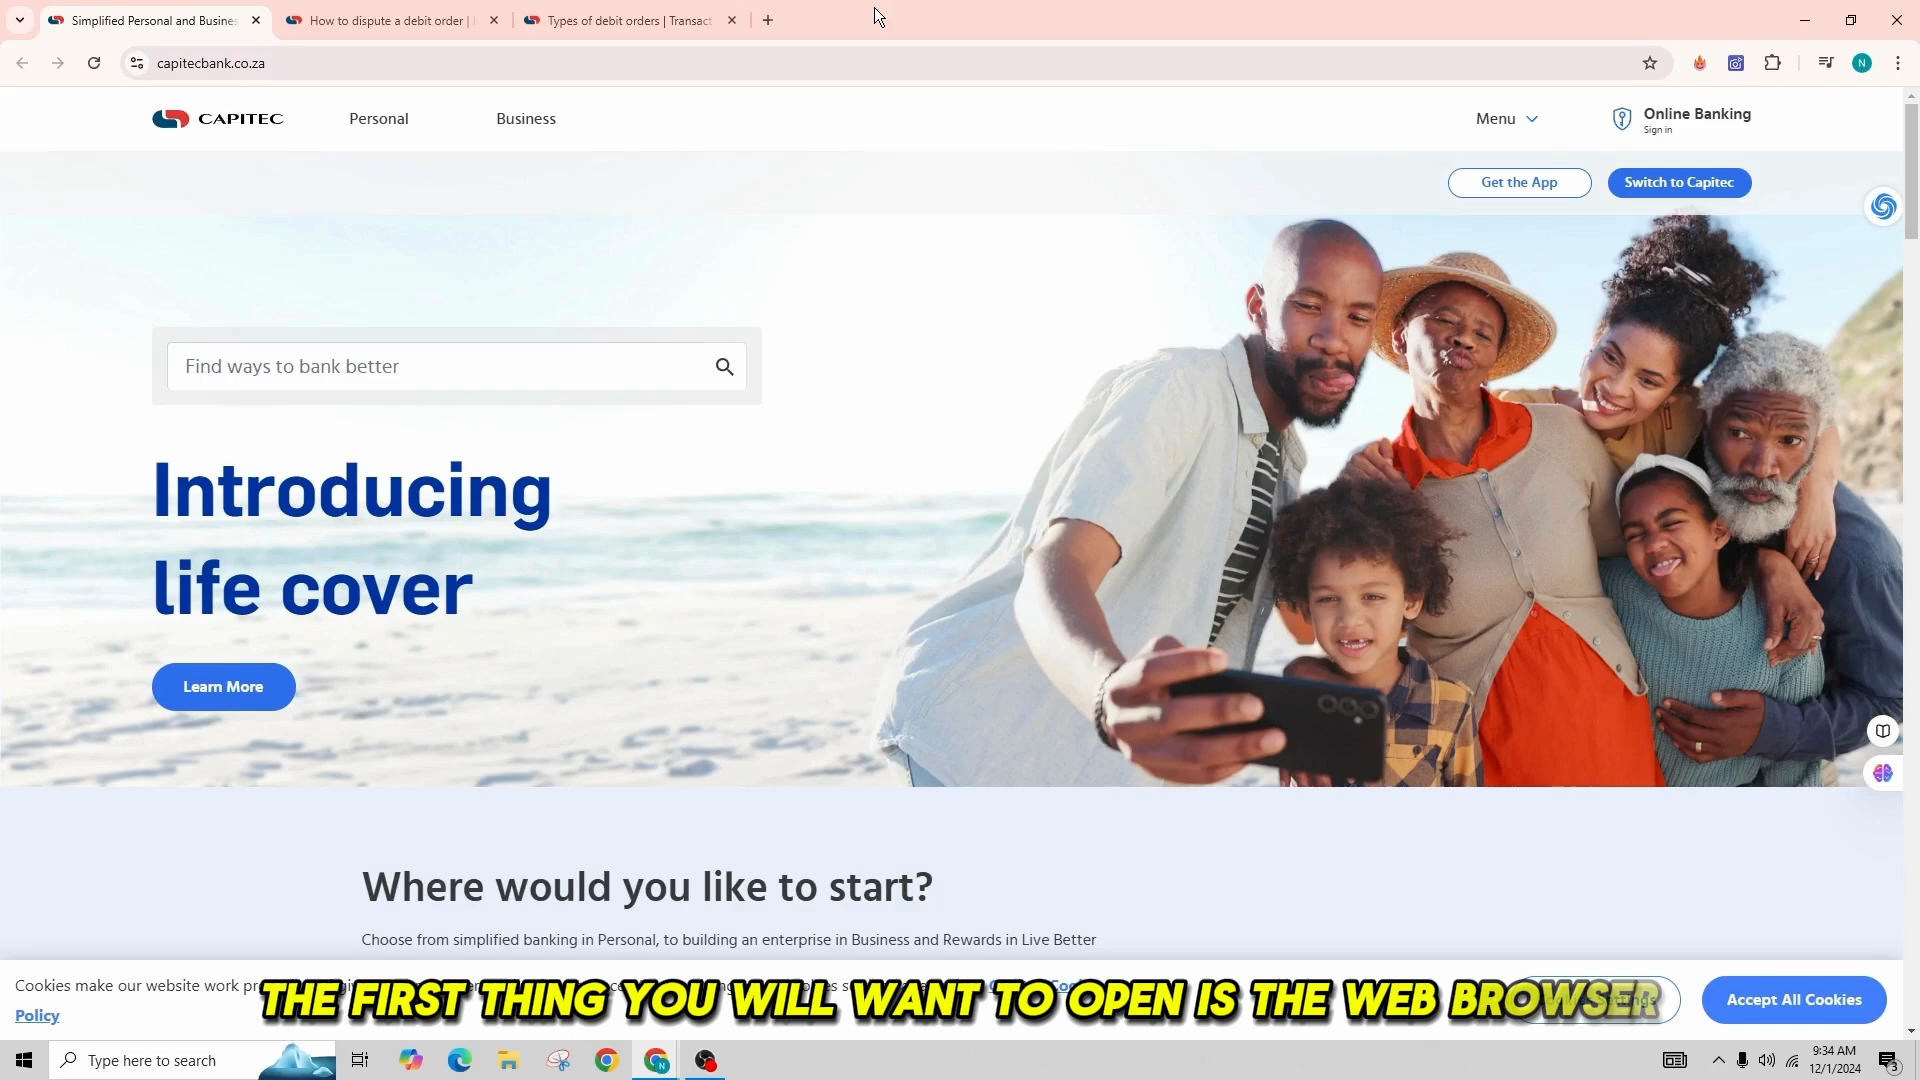 Simplified Personal and Busines
How to dispute a debit order |
Types of debit orders | Transact
capitecbank.co.za
N
CAPITEC
Personal
Business
Menu
Online Banking
Sign in
Get the App
Switch to Capitec
Find ways to bank better
Introducing
life cover
Learn More
Where would you like to start?
Choose from simplified banking in Personal, to building an enterprise in Business and Rewards in Live Better
Cookies make our website work
Policy
THE FIRST THING YOU WILL WANT TO OPEN IS THE WEB BROWSER
Accept All Cookies
Type here to search
N
9:34 AM
12/1/2024
3